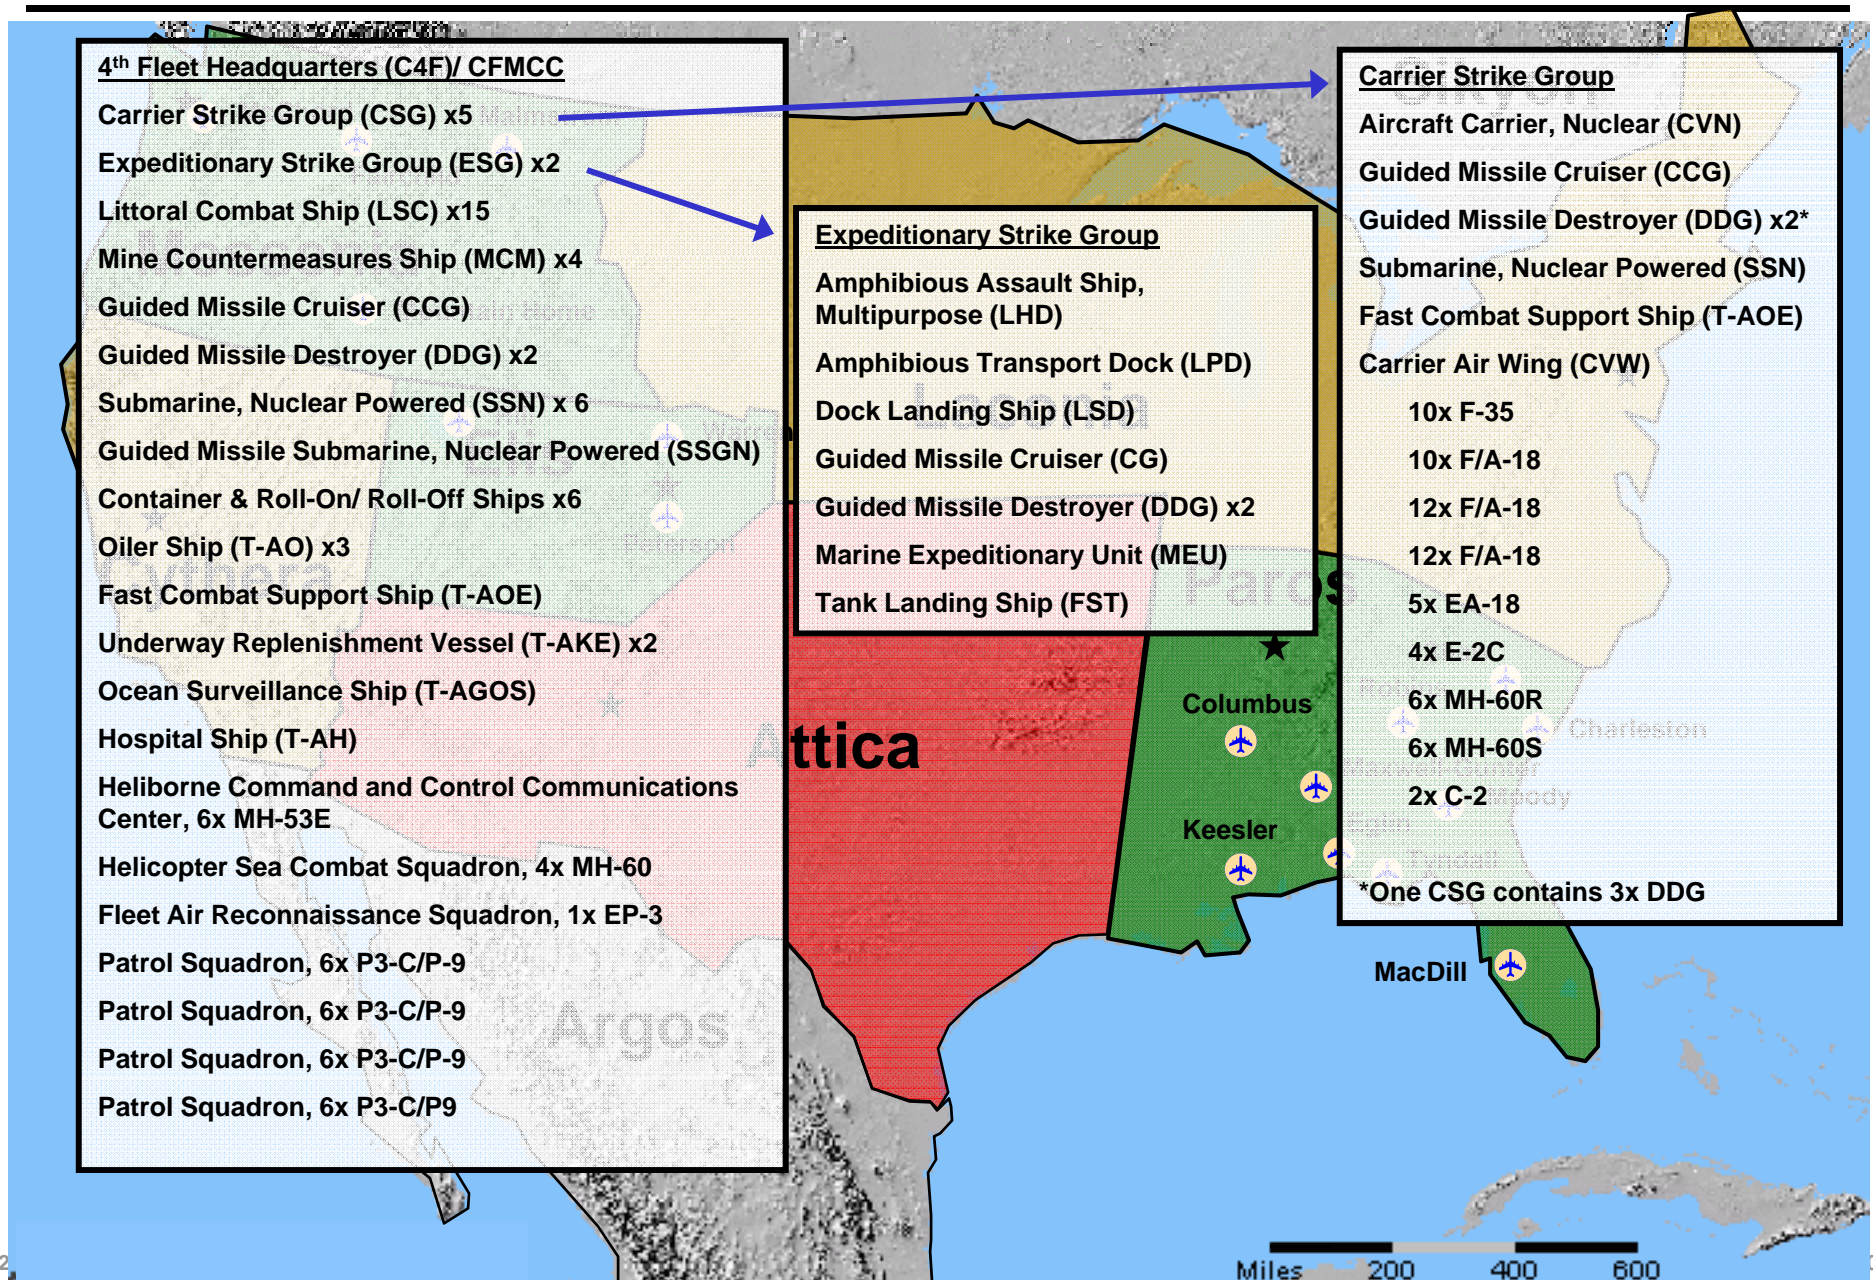 4th Fleet Headquarters (C4F)/ CFMCC
Carrier Strike Group (CSG) x5
Expeditionary Strike Group (ESG) x2
Littoral Combat Ship (LSC) x15
Mine Countermeasures Ship (MCM) x4
Guided Missile Cruiser (CCG)
Guided Missile Destroyer (DDG) x2
Submarine, Nuclear Powered (SSN) x 6
Guided Missile Submarine, Nuclear Powered (SSGN)
Container & Roll-On/ Roll-Off Ships x6
Oiler Ship (T-AO) x3
Fast Combat Support Ship (T-AOE)
Underway Replenishment Vessel (T-AKE) x2
Ocean Surveillance Ship (T-AGOS)
Hospital Ship (T-AH)
Heliborne Command and Control Communications
Center, 6x MH-53E
Helicopter Sea Combat Squadron, 4x MH-60
Fleet Air Reconnaissance Squadron, 1x EP-3
Patrol Squadron, 6x P3-C/P-9
Patrol Squadron, 6x P3-C/P-9
Patrol Squadron, 6x P3-C/P-9
Patrol Squadron, 6x P3-C/P9
Expeditionary Strike Group
Amphibious Assault Ship,
Multipurpose (LHD)
Amphibious Transport Dock (LPD)
Dock Landing Ship (LSD)
Guided Missile Cruiser (CG)
Guided Missile Destroyer (DDG) x2
Marine Expeditionary Unit (MEU)
Tank Landing Ship (FST)
Carrier Strike Group
Aircraft Carrier, Nuclear (CVN)
Guided Missile Cruiser (CCG)
Guided Missile Destroyer (DDG) x2*
Submarine, Nuclear Powered (SSN)
Fast Combat Support Ship (T-AOE)
Carrier Air Wing (CVW)
10x F-35
10x F/A-18
12x F/A-18
12x F/A-18
5x EA-18
4x E-2C
6x MH-60R
6x MH-60S
2x C-2
*One CSG contains 3x DDG
Laconia
Warren
Peterson
Cythera
Paros
Attica
Argos
Columbus
Keesler
Charleston
Moody
Tyndall
MacDill
Miles 200 400 600